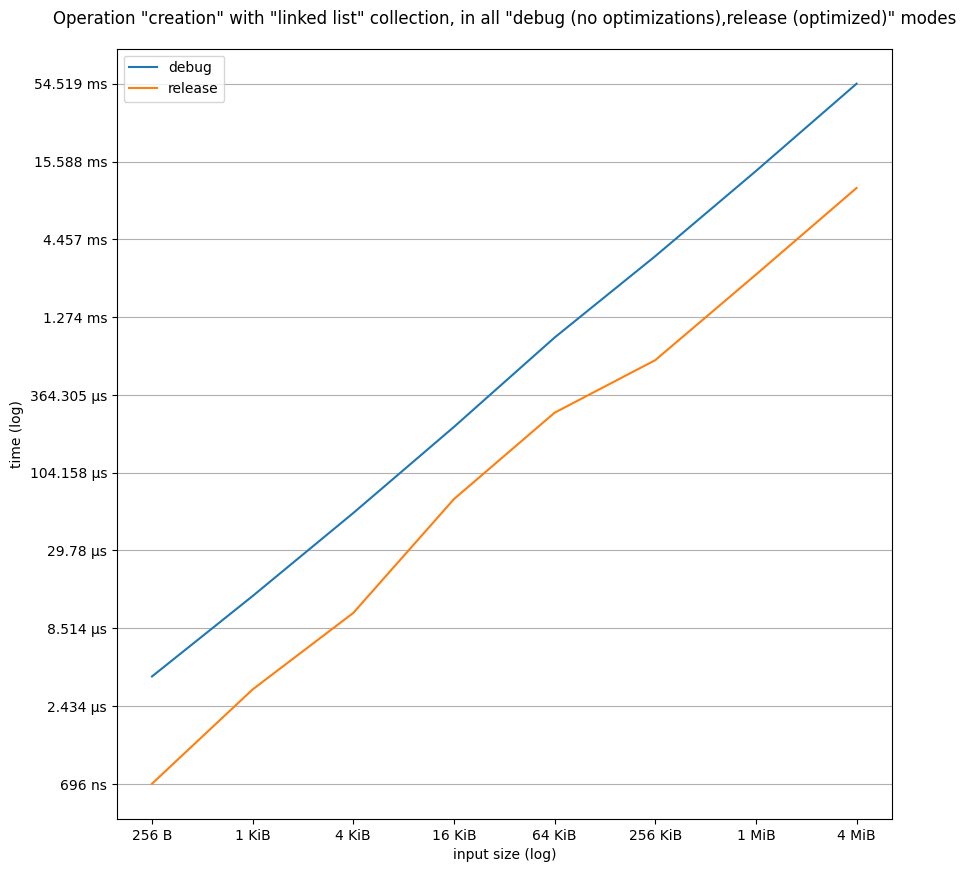 Operation "creation" with "linked list" collection, in all "debug (no optimizations),release (optimized)" modes
debug
release
54.519 ms
15.588 ms
4.457 ms
1.274 ms
364.305 µs
104.158 µs
29.78 µs
8.514 µs
2.434 µs
696 ns
time (log)
256 B 1 KiB 4 KiB 16 KiB 64 KiB 256 KiB 1 MiB 4 MiB
input size (log)